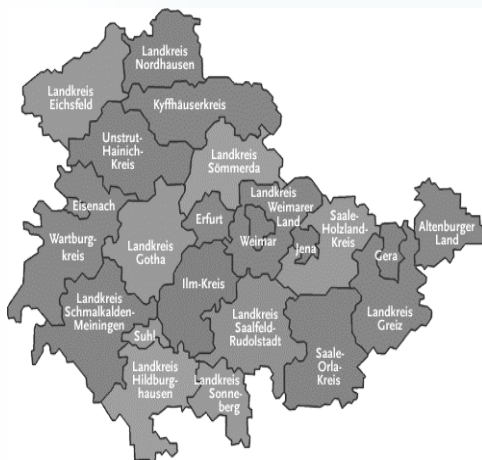 Landkreis
Nordhausen
Landkreis
Eichsfeld
Kyffhäuserkreis
Unstrut-
Hainich-
Kreis
Landkreis
Sömmerda
Eisenach
Landkreis
Weimarer
Land
Erfurt
Saale-
Holzland-
Kreis
Altenburger
Land
Wartburg-
kreis
Landkreis
Gotha
Weimar
Jena
Gera
Ilm-Kreis
Landkreis
Schmalkalden-
Meiningen
Landkreis
Saalfeld-
Rudolstadt
Landkreis
Greiz
Suhl
Saale-
Orla-
Kreis
Landkreis
Hildburg-
hausen
Landkreis
Sonne-
berg